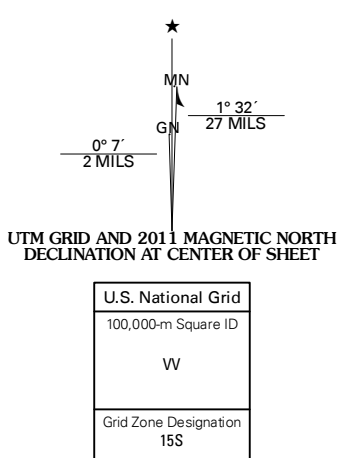 ★
MN
1° 32´
27 MILS
GN
0° 7´
2 MILS
UTM GRID AND 2011 MAGNETIC NORTH
DECLINATION AT CENTER OF SHEET
U.S. National Grid
100,000-m Square ID
VV
Grid Zone Designation
15S